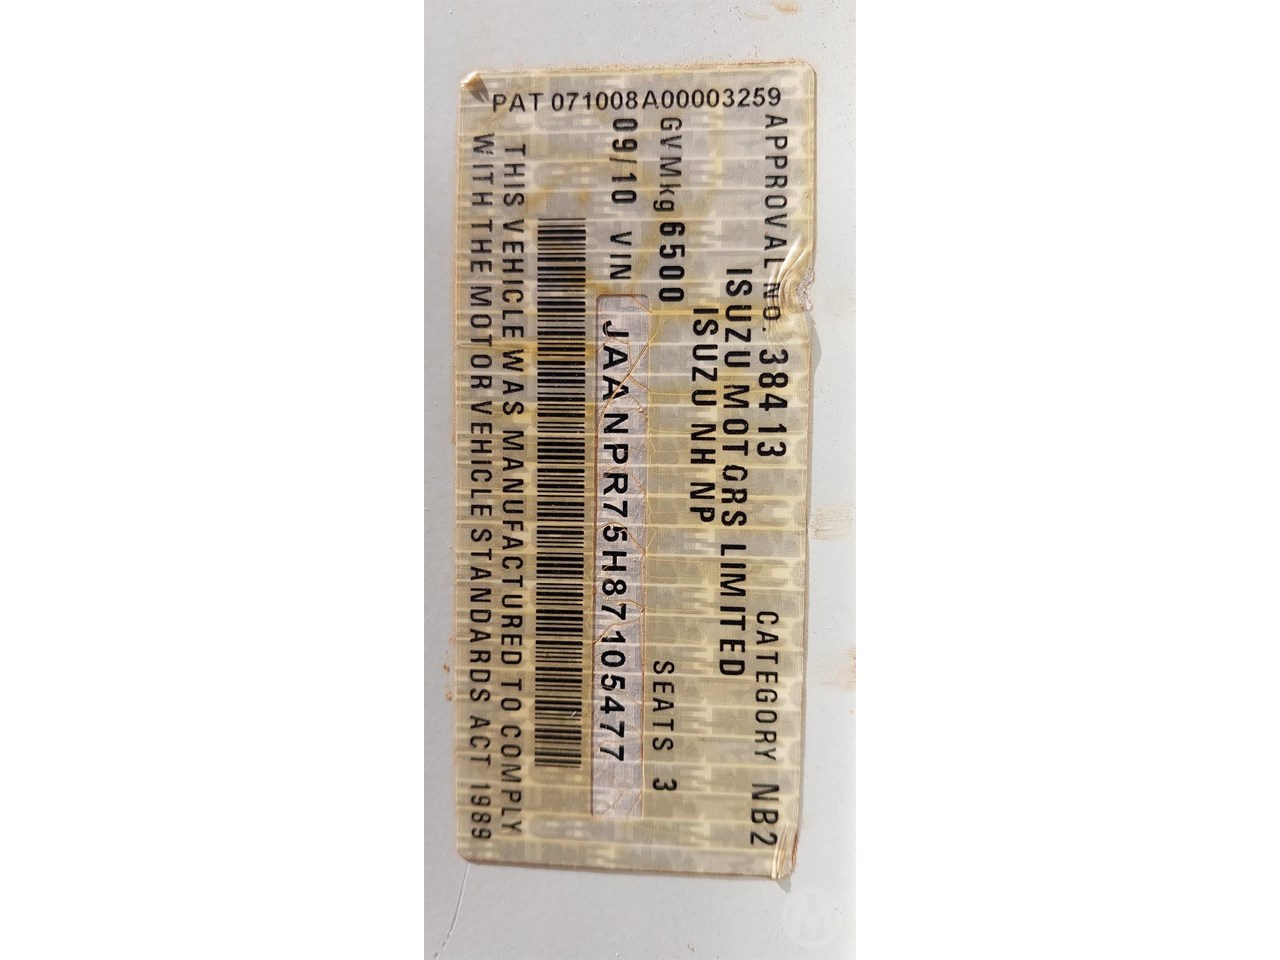 PAT 071008A00003259
APPROVAL No. 38413 CATEGORY NB2
ISUZU MOTORS LIMITED
ISUZU NH NP
GVMkg 6500 SEATS 3
09/10 VIN JAANPR75H87105477
THIS VEHICLE WAS MANUFACTURED TO COMPLY
WITH THE MOTOR VEHICLE STANDARDS ACT 1989